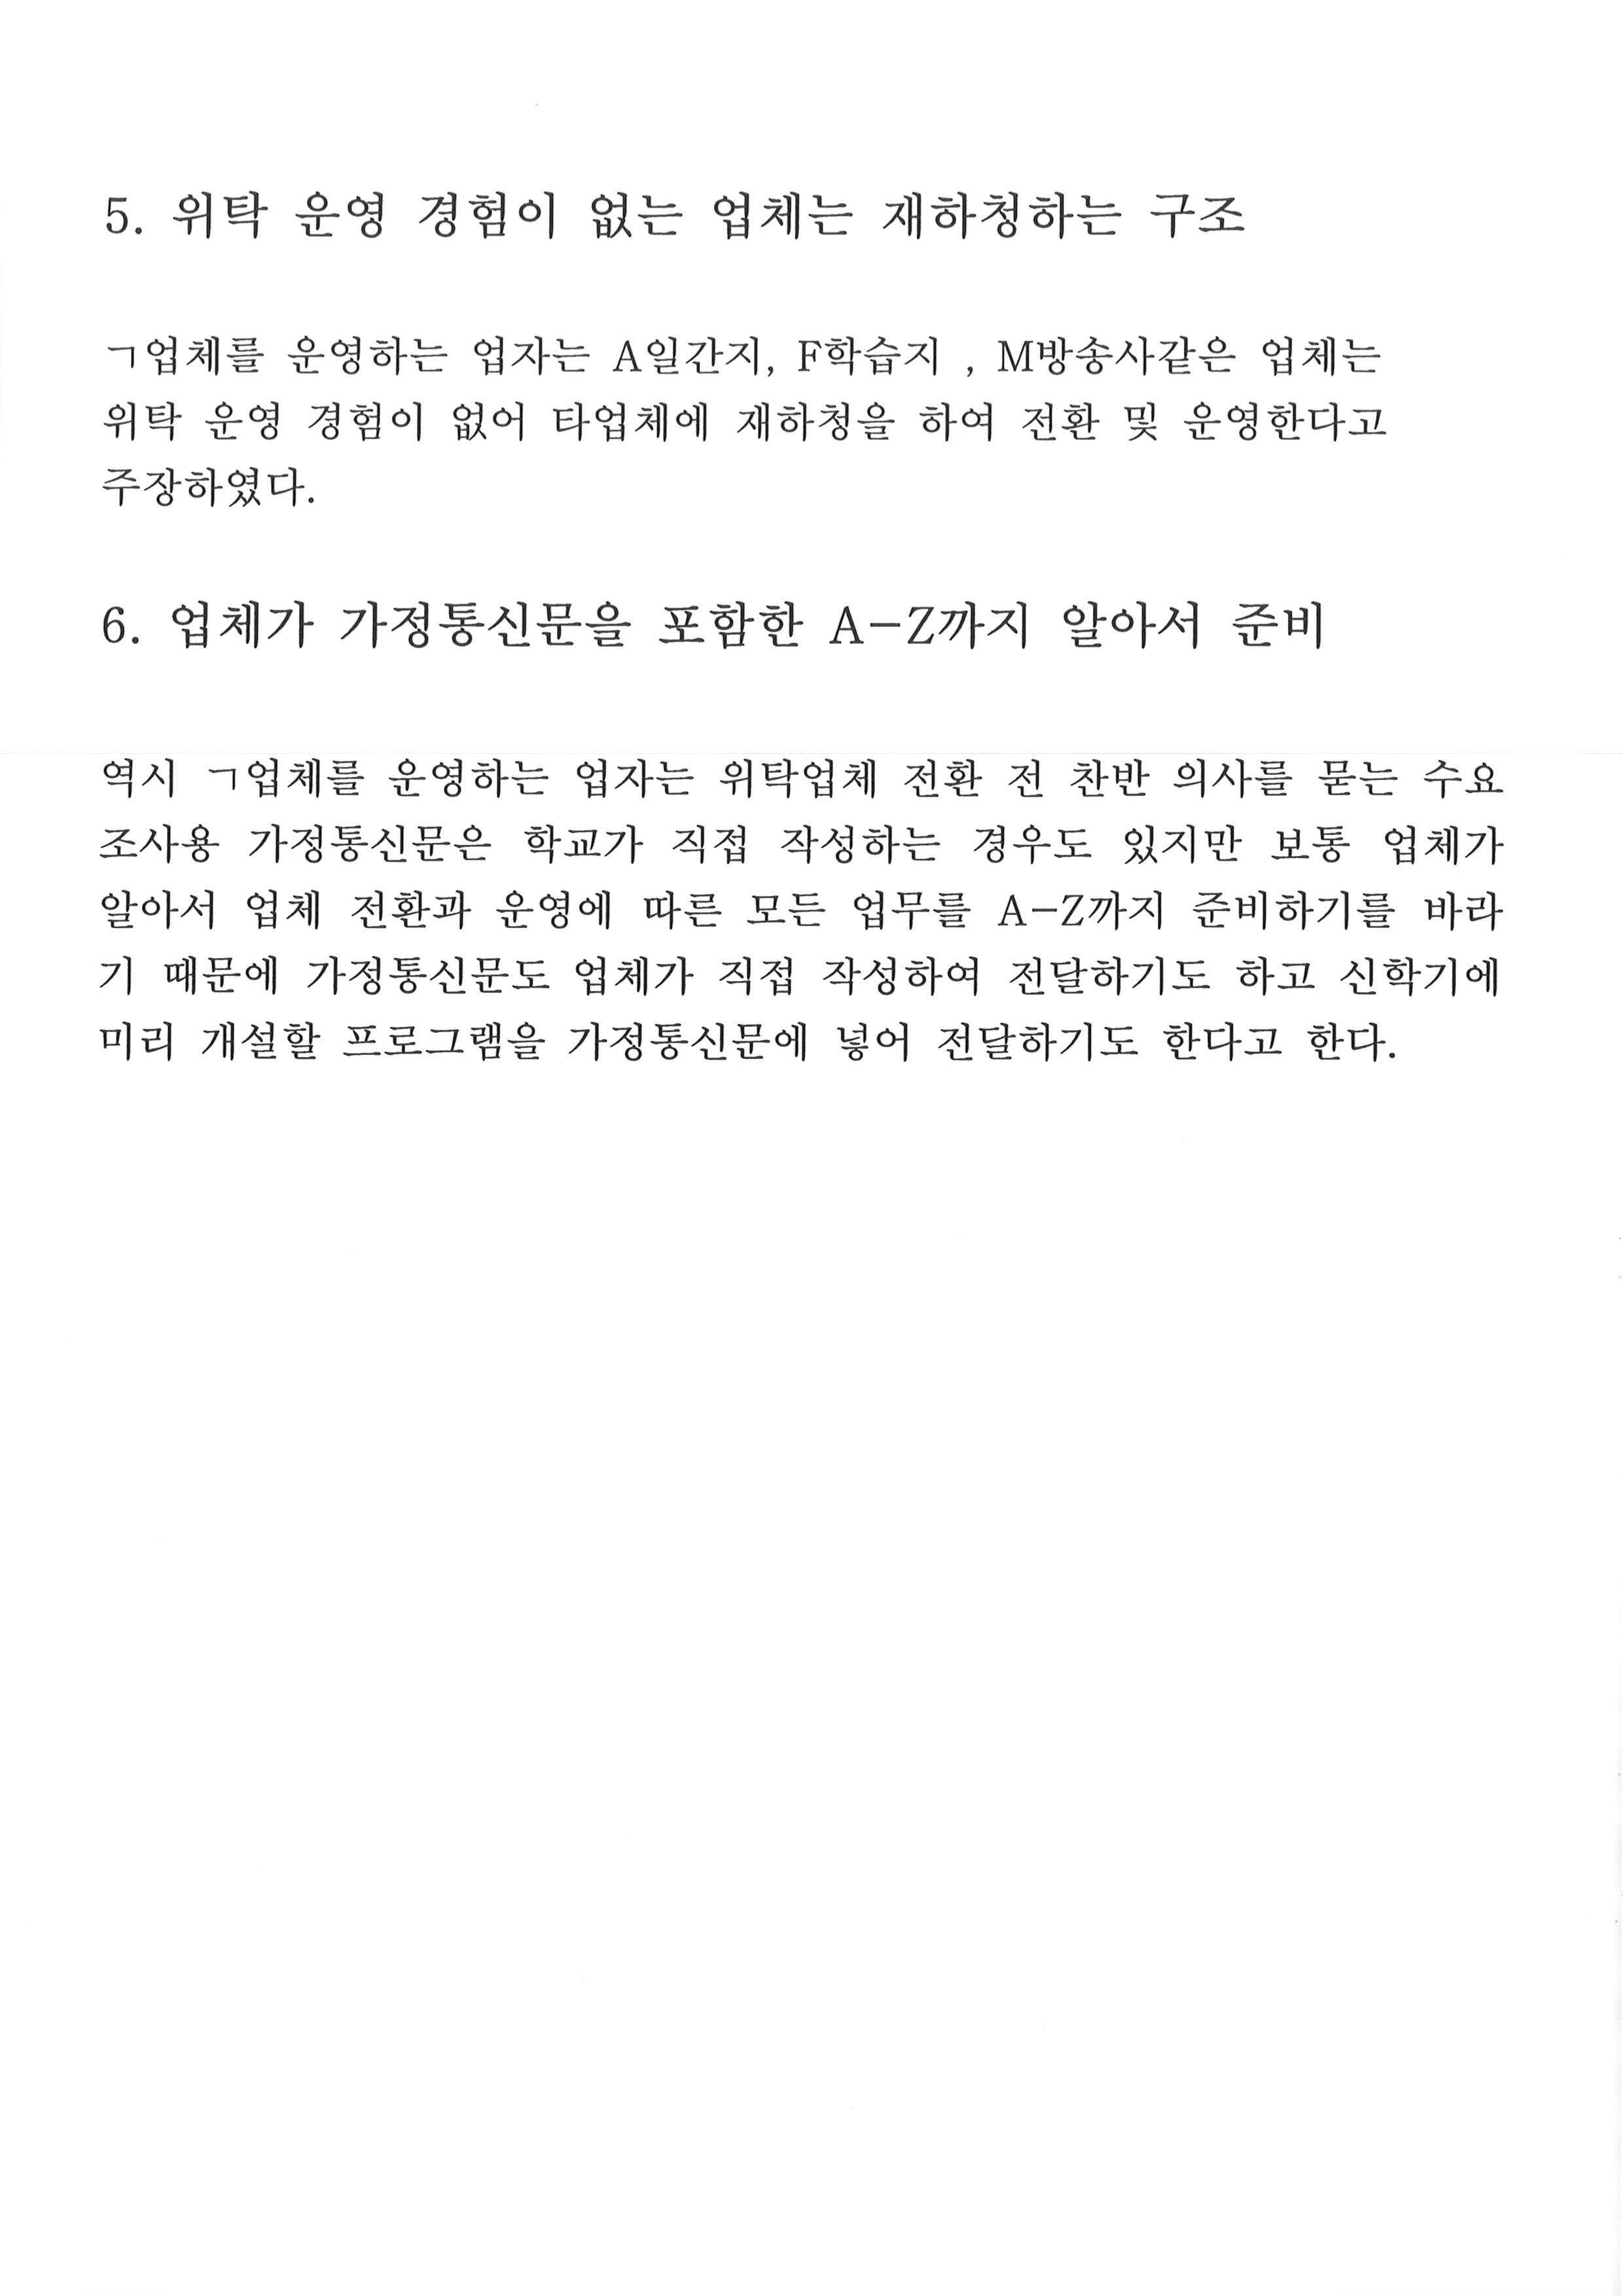 5. 위탁 운영 경험이 없는 업체는 재하청하는 구조
ㄱ업체를 운영하는 업자는 A일간지, F학습지 , M방송사같은 업체는
위탁 운영 경험이 없어 타업체에 재하청을 하여 전환 및 운영한다고
주장하였다.
6. 업체가 가정통신문을 포함한 A-Z까지 알아서 준비
역시 ㄱ업체를 운영하는 업자는 위탁업체 전환 전 찬반 의사를 묻는 수요
조사용 가정통신문은 학교가 직접 작성하는 경우도 있지만 보통 업체가
알아서 업체 전환과 운영에 따른 모든 업무를 A-Z까지 준비하기를 바라
기 때문에 가정통신문도 업체가 직접 작성하여 전달하기도 하고 신학기에
미리 개설할 프로그램을 가정통신문에 넣어 전달하기도 한다고 한다.